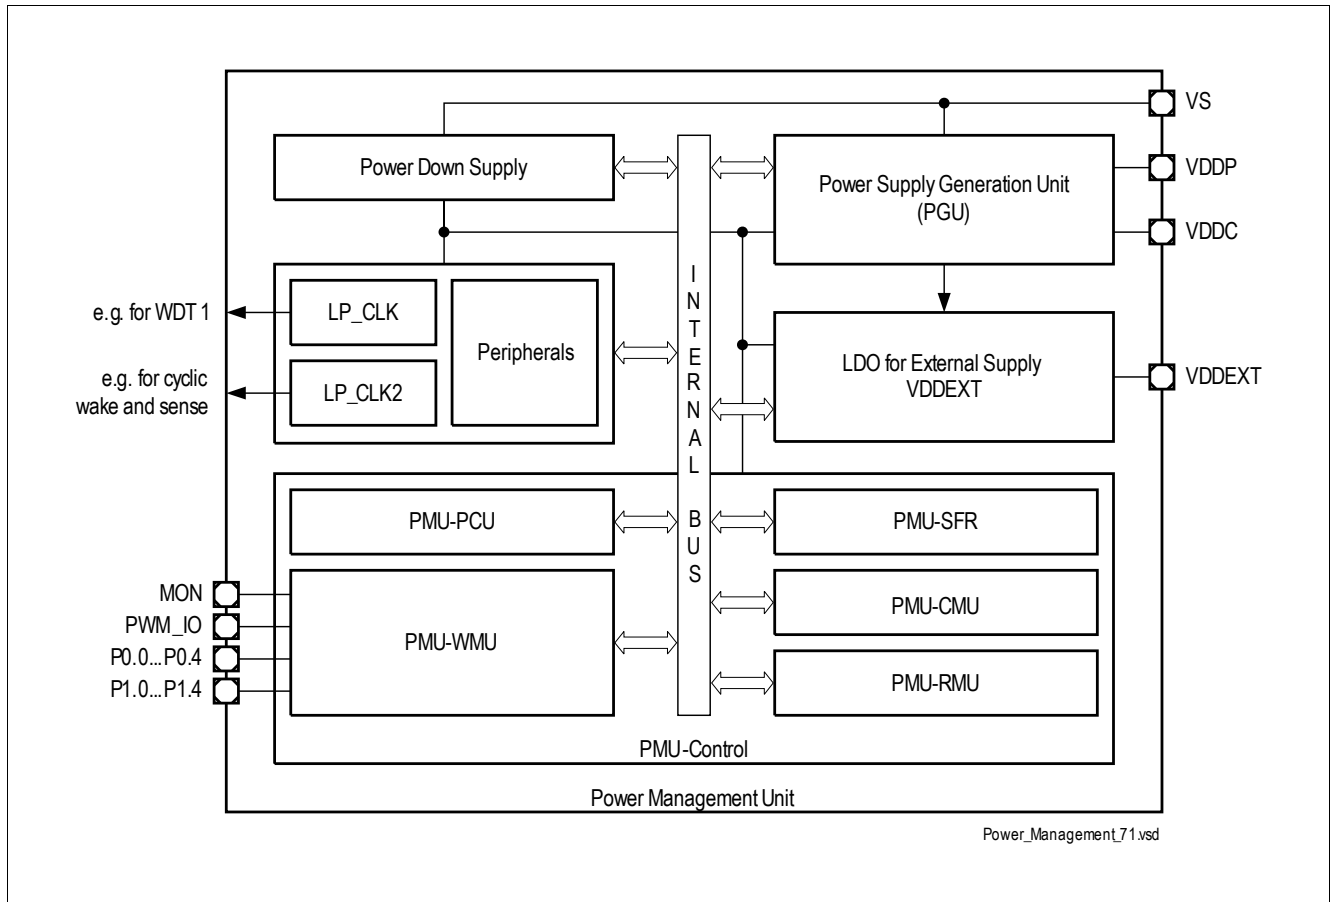 VS
Power Down Supply
Power Supply Generation Unit
(PGU)
VDDP
VDDC
e.g. for WDT 1
LP_CLK
Peripherals
e.g. for cyclic
wake and sense
LP_CLK2
LDO for External Supply
VDDEXT
VDDEXT
INTERNAL BUS
PMU-PCU
PMU-SFR
MON
PWM_IO
P0.0...P0.4
P1.0...P1.4
PMU-WMU
PMU-CMU
PMU-RMU
PMU-Control
Power Management Unit
Power_Management_71.vsd